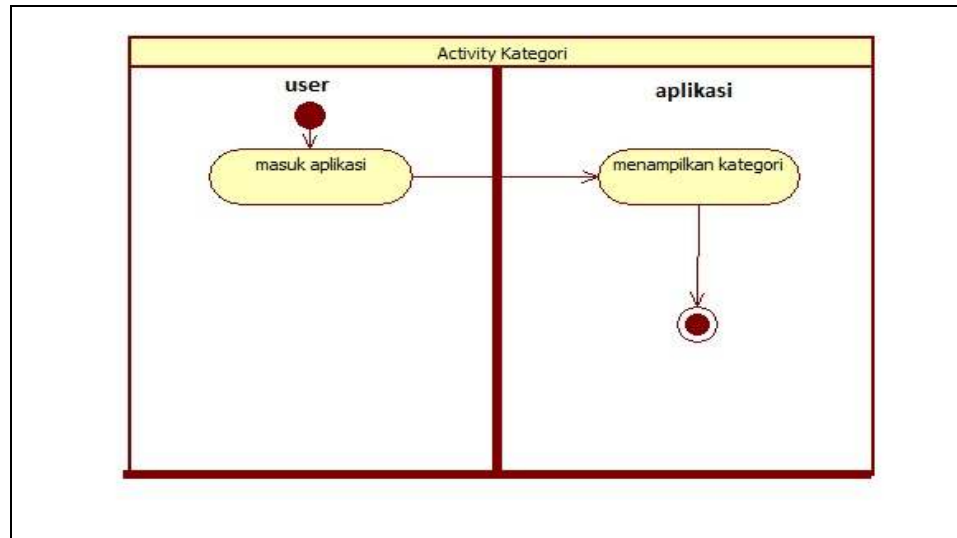 Activity Kategori
user
aplikasi
masuk aplikasi
menampilkan kategori